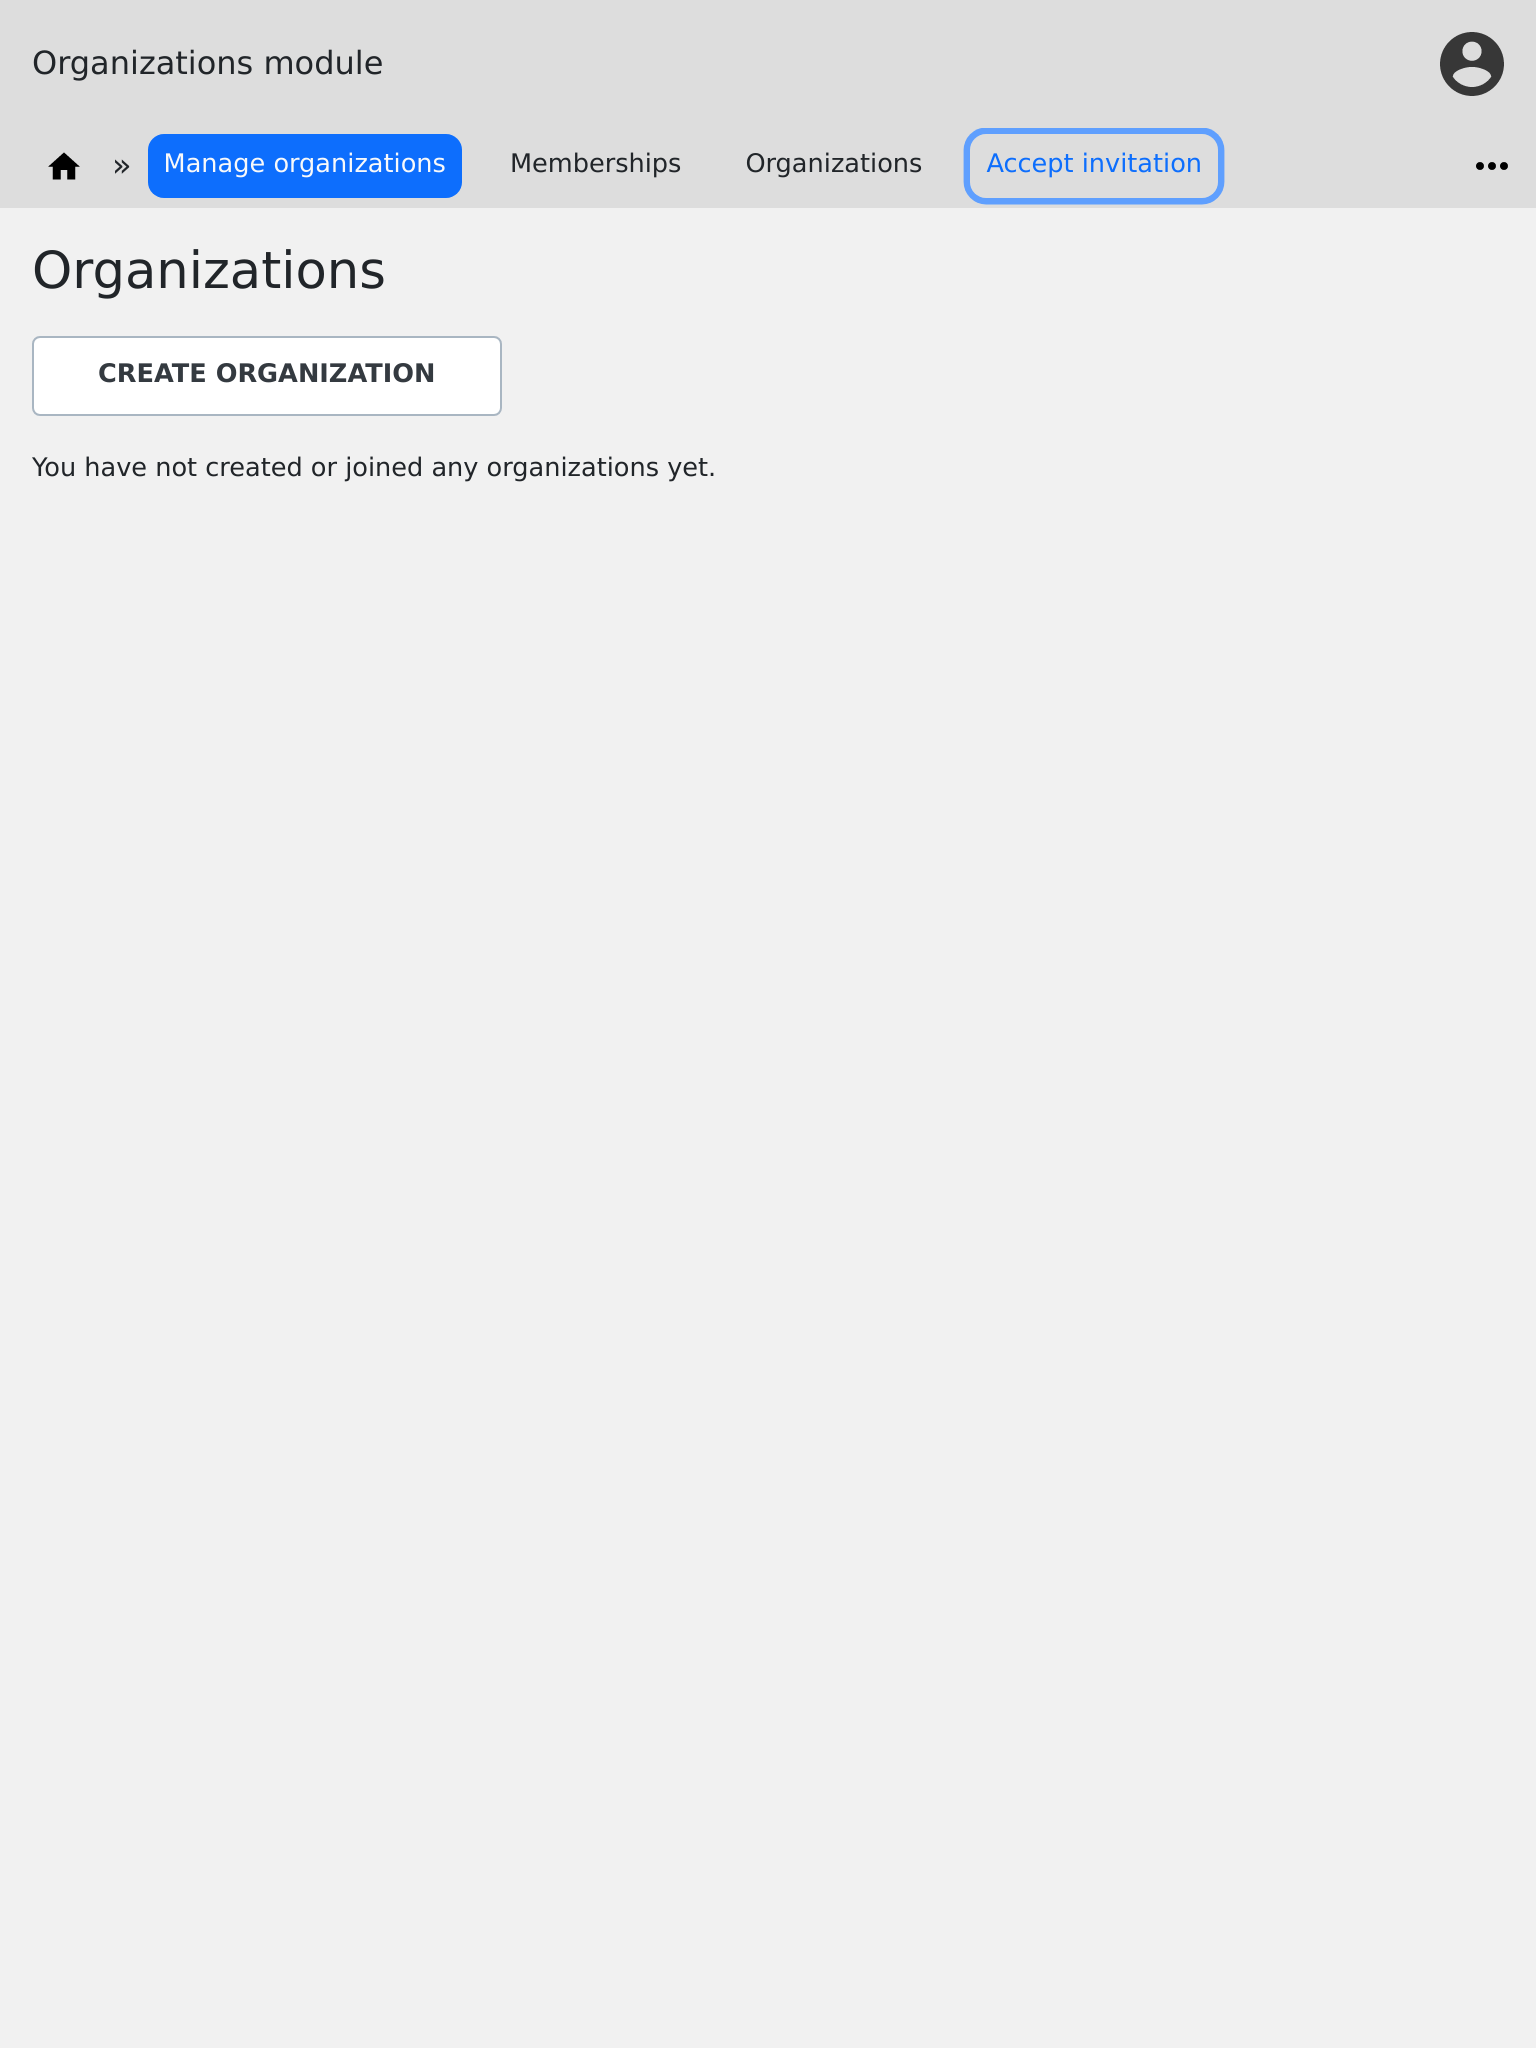 Organizations module
» Manage organizations Memberships Organizations Accept invitation
Organizations
CREATE ORGANIZATION
You have not created or joined any organizations yet.